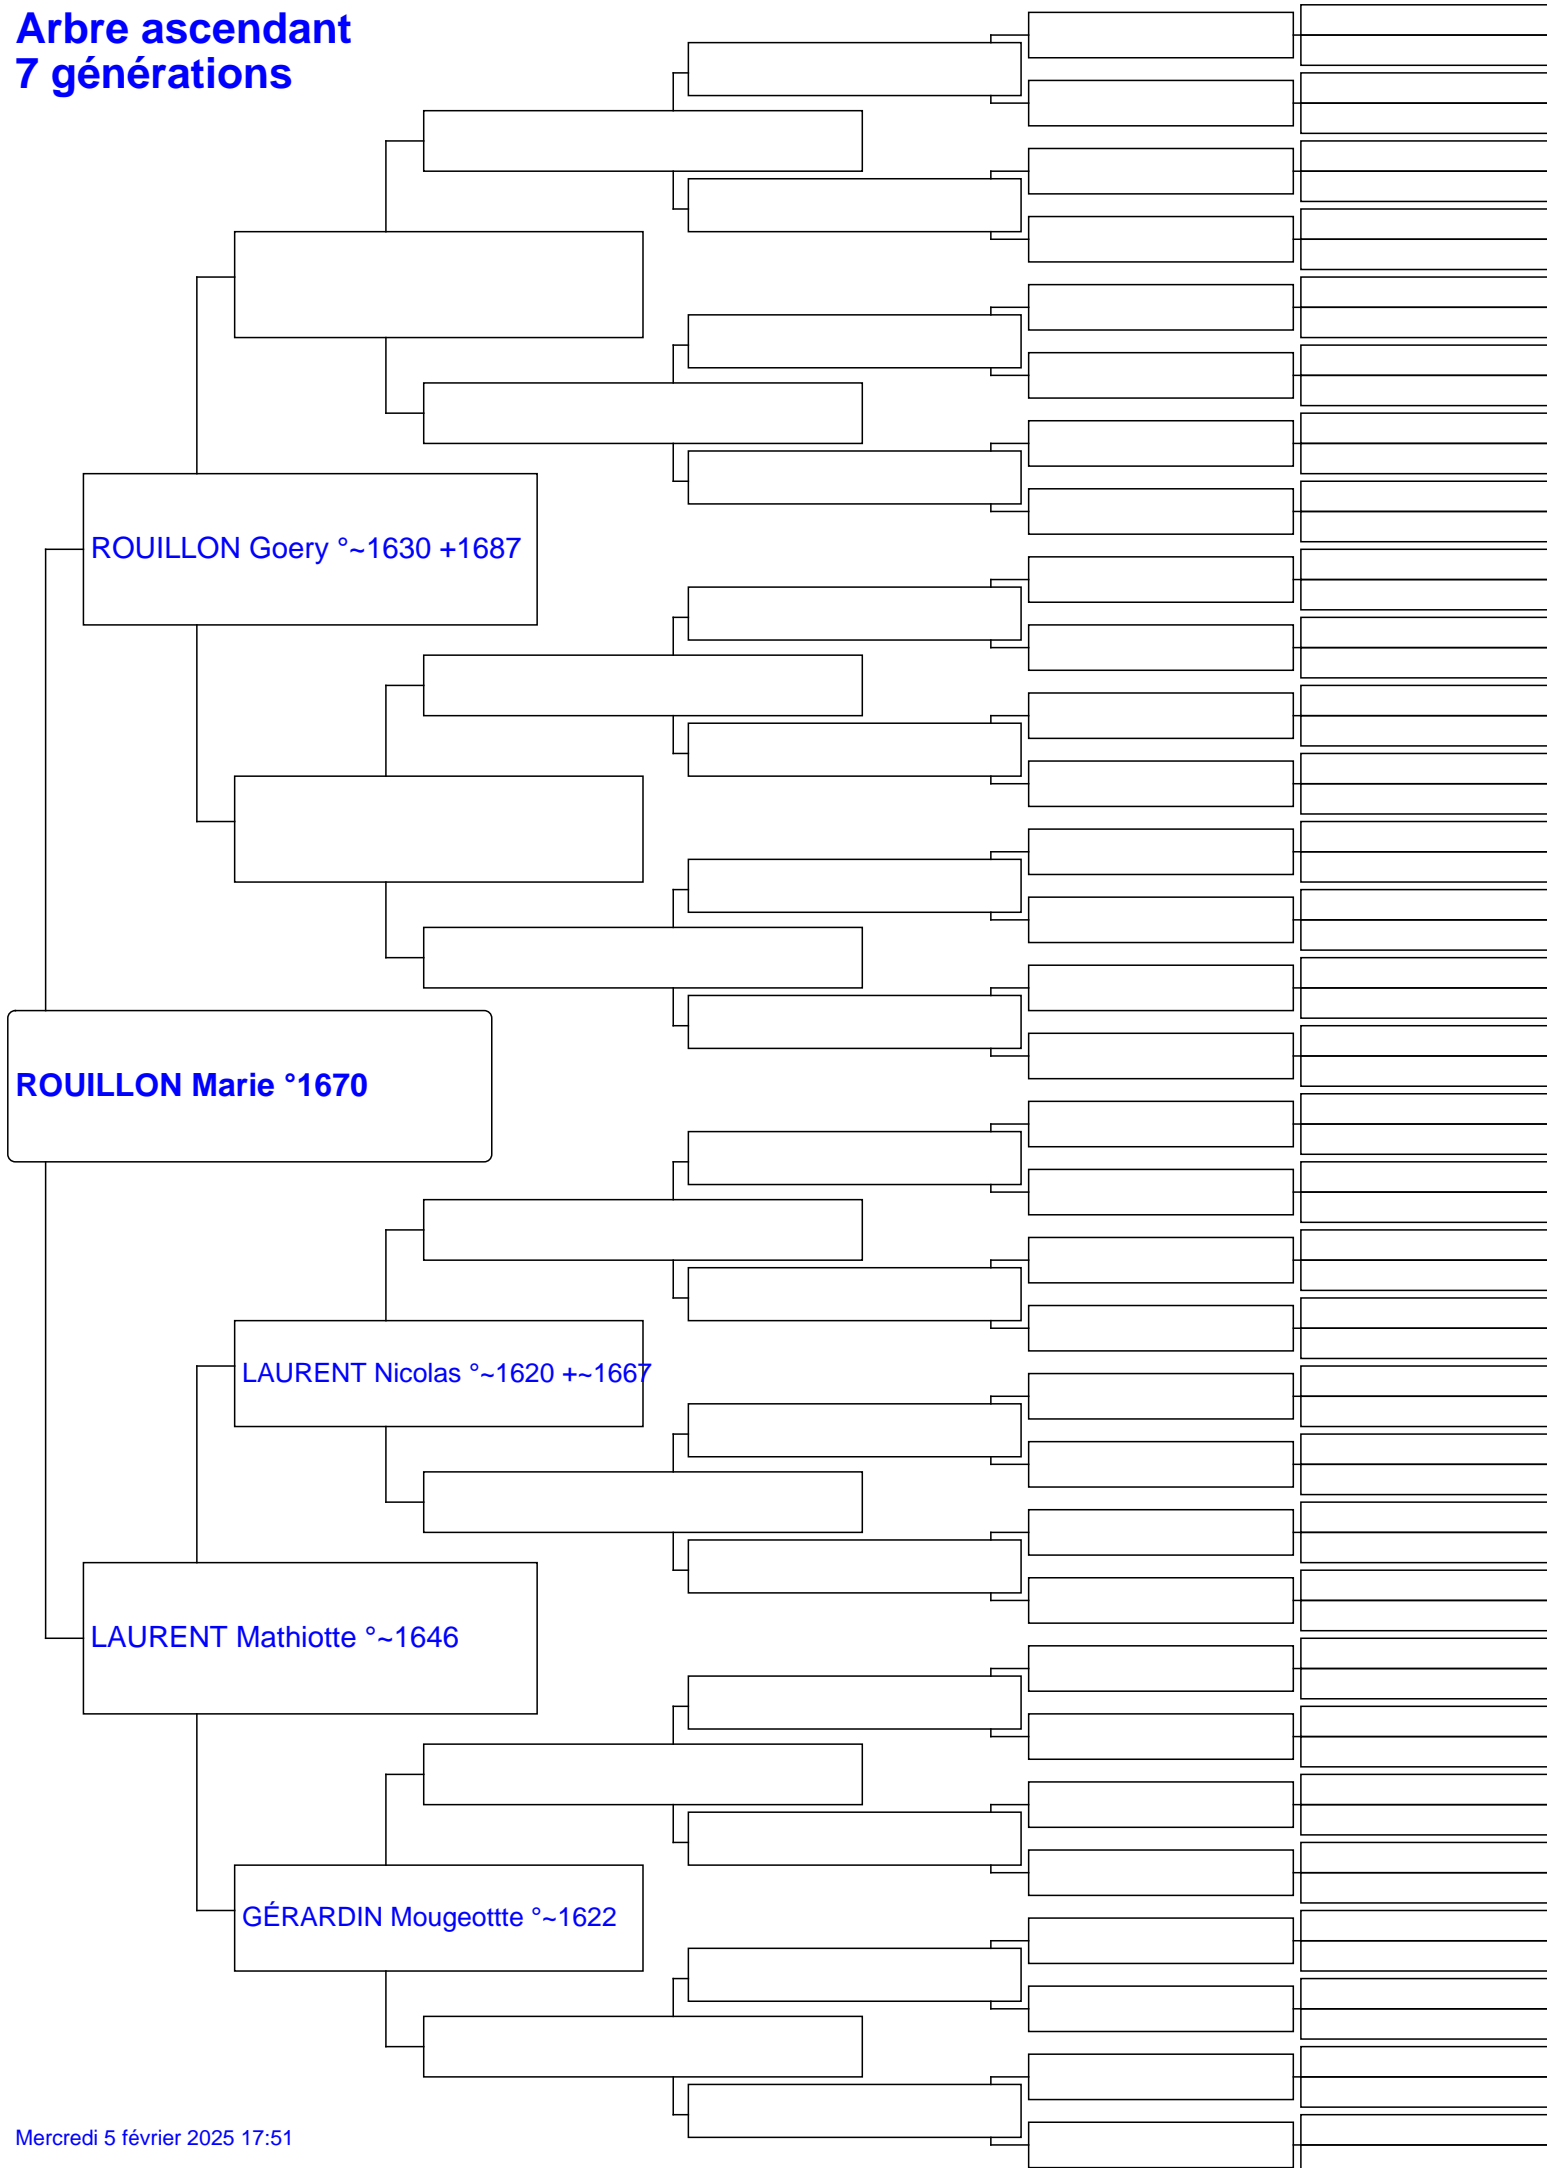 Arbre ascendant
7 générations
ROUILLON Goery °~1630 +1687
ROUILLON Marie °1670
LAURENT Nicolas °~1620 +~1667
LAURENT Mathiotte °~1646
GÉRARDIN Mougeottte °~1622
Mercredi 5 février 2025 17:51